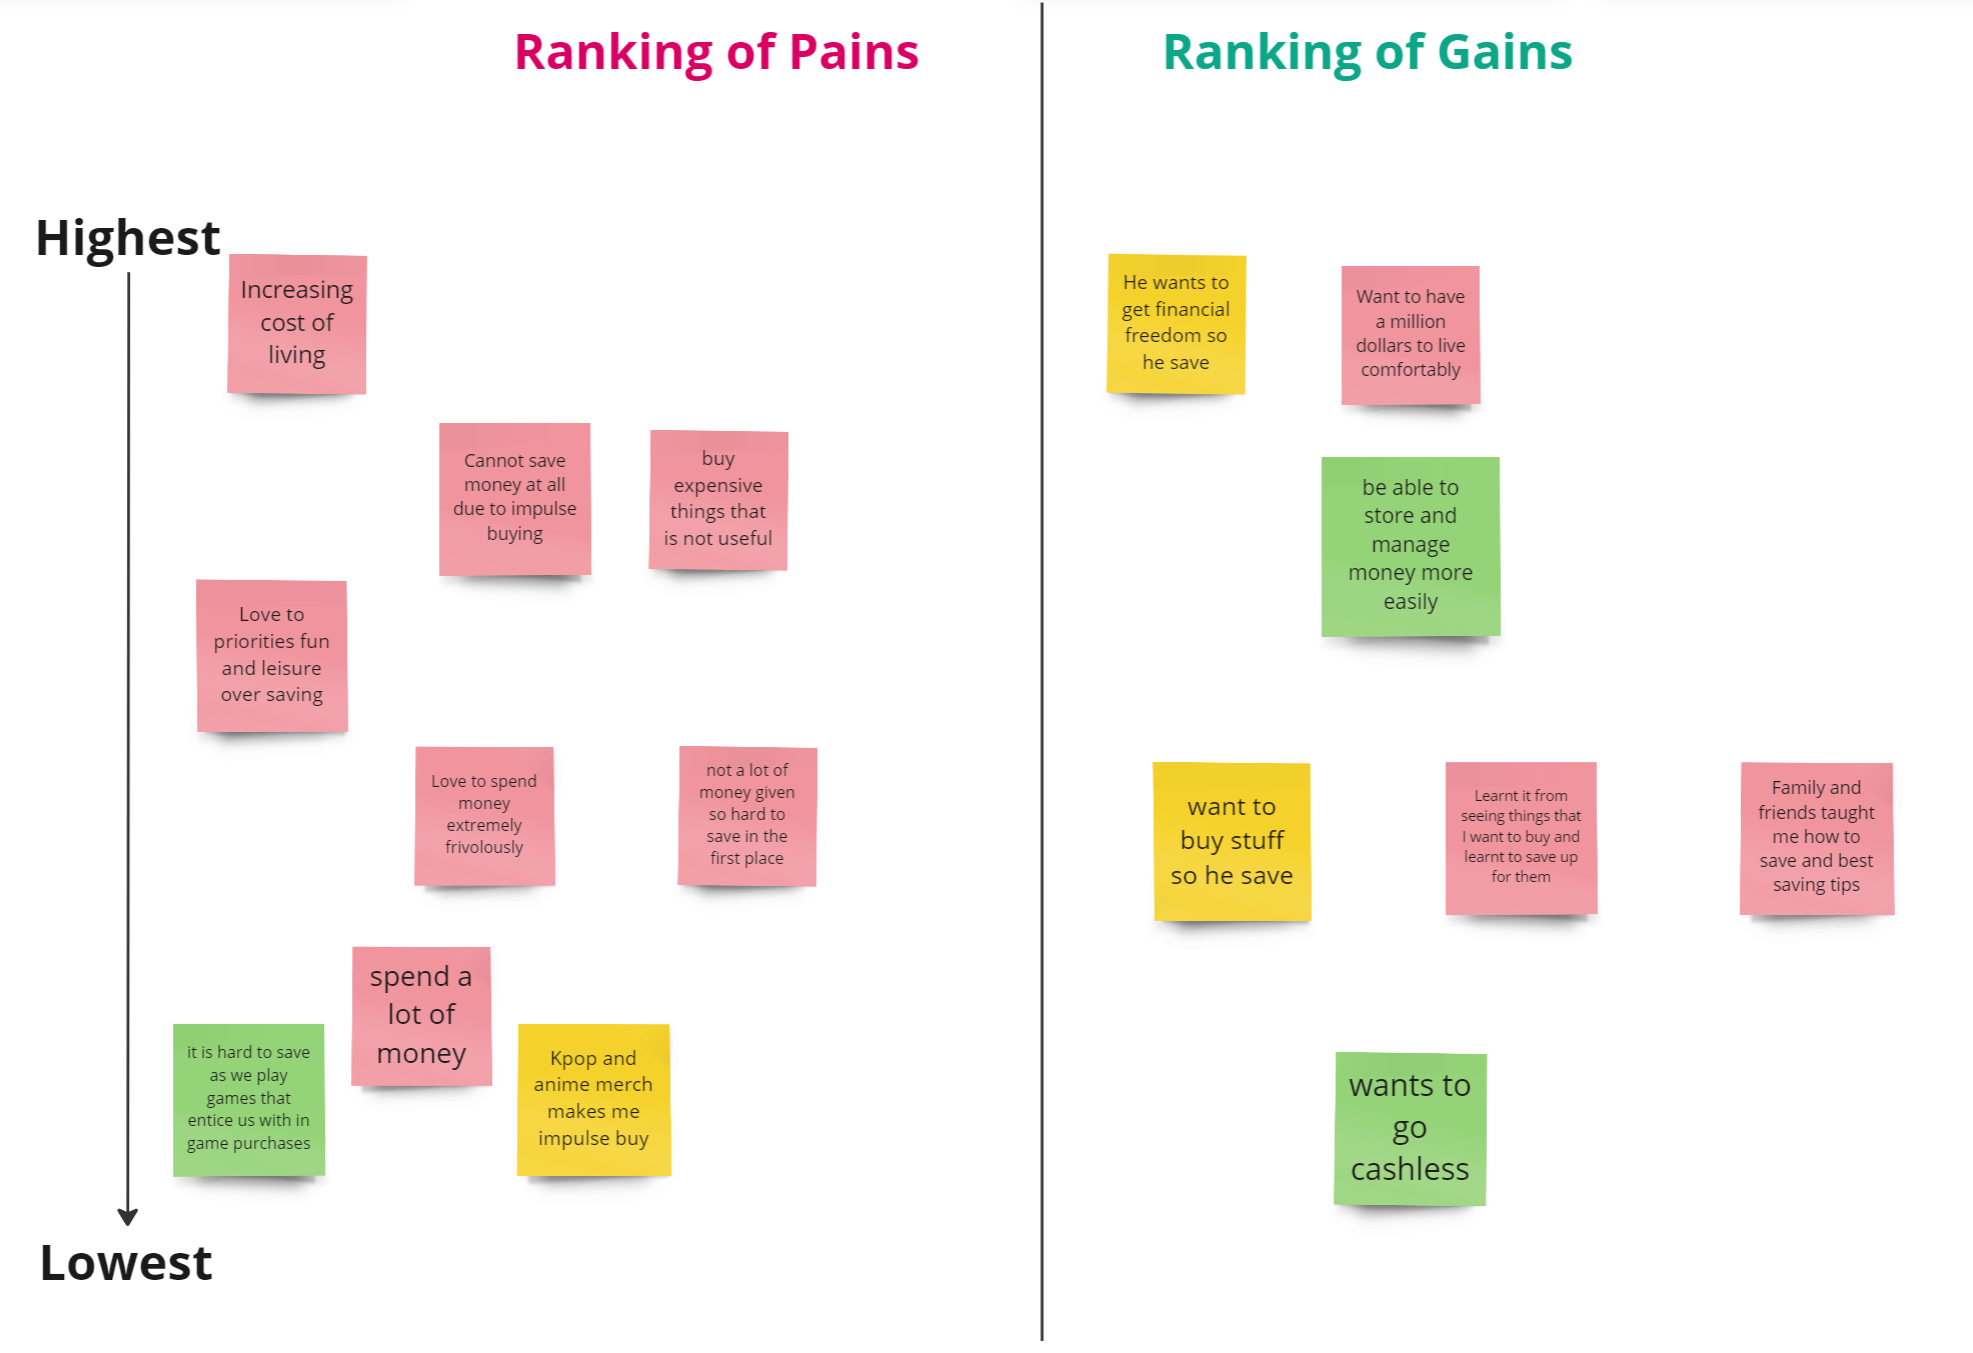 Ranking of Pains
Ranking of Gains
Highest
Increasing
cost of
living
He wants to
get financial
freedom so
he save
Want to have
a million
dollars to live
comfortably
Cannot save
money at all
due to impulse
buying
buy
expensive
things that
is not useful
be able to
store and
manage
money more
easily
Love to
priorities fun
and leisure
over saving
Love to spend
money
extremely
frivolously
not a lot of
money given
so hard to
save in the
first place
want to
buy stuff
so he save
Learnt it from
seeing things that
I want to buy and
learnt to save up
for them
Family and
friends taught
me how to
save and best
saving tips
spend a
lot of
money
it is hard to save
as we play
games that
entice us with in
game purchases
Kpop and
anime merch
makes me
impulse buy
wants to
go
cashless
Lowest